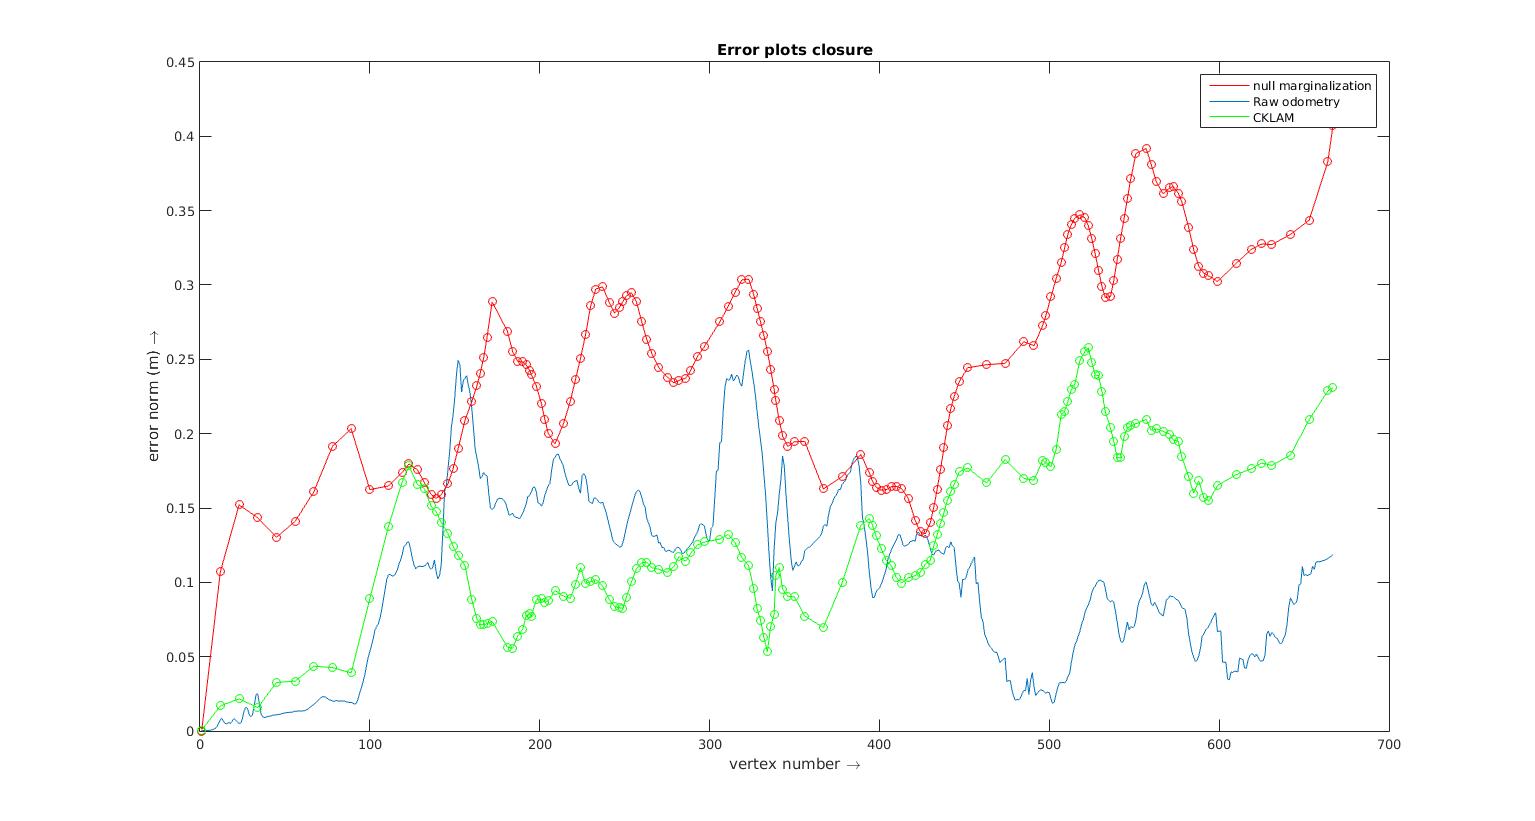 Error plots closure
0.45
0.4
0.35
0.3
0.25
0.2
0.15
0.1
0.05
0
error norm (m) →
null marginalization
Raw odometry
CKLAM
0 100 200 300 400 500 600 700
vertex number →